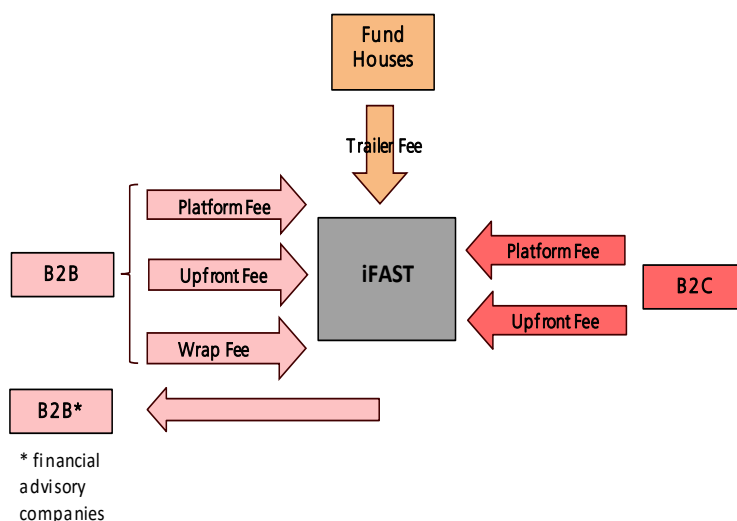 Fund
Houses
Trailer Fee
Platform Fee
Platform Fee
iFAST
B2B
Upfront Fee
B2C
Upfront Fee
Wrap Fee
B2B*
* financial
advisory
companies